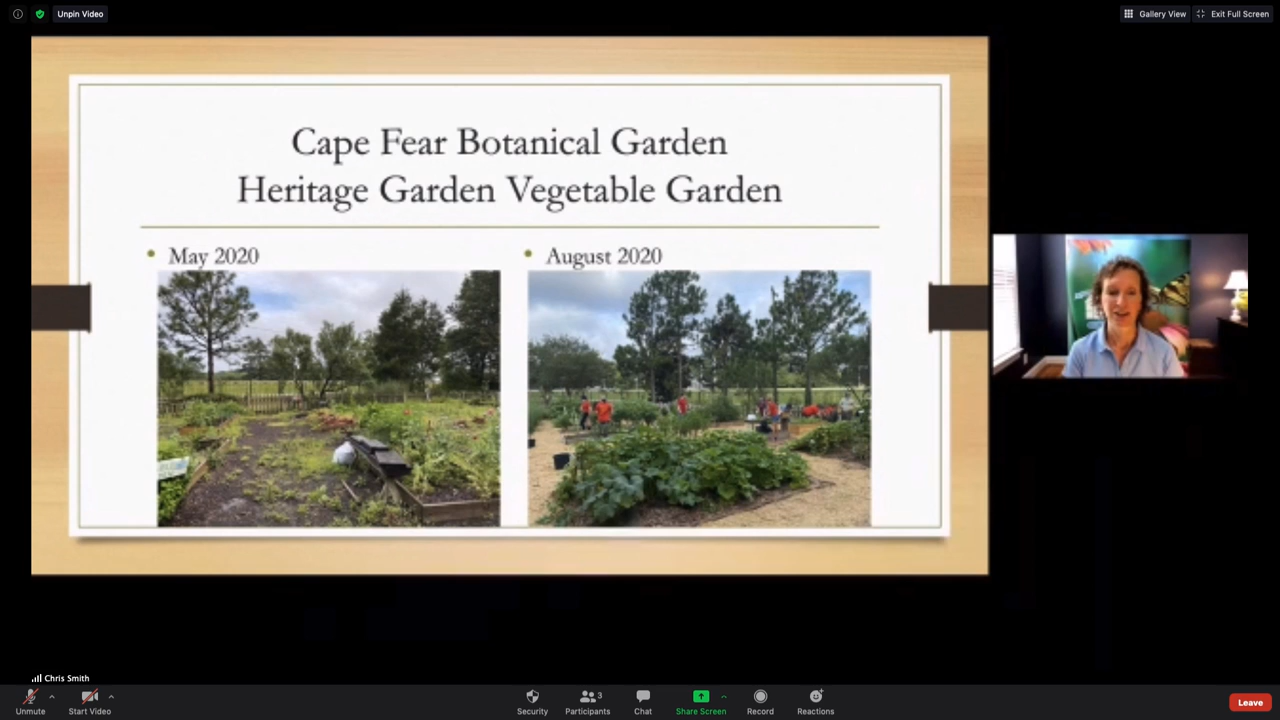 Unpin Video
Gallery View
Exit Full Screen
Cape Fear Botanical Garden
Heritage Garden Vegetable Garden
May 2020
August 2020
Chris Smith
Unmute
Start Video
Security
Participants
3
Chat
Share Screen
Record
Reactions
Leave